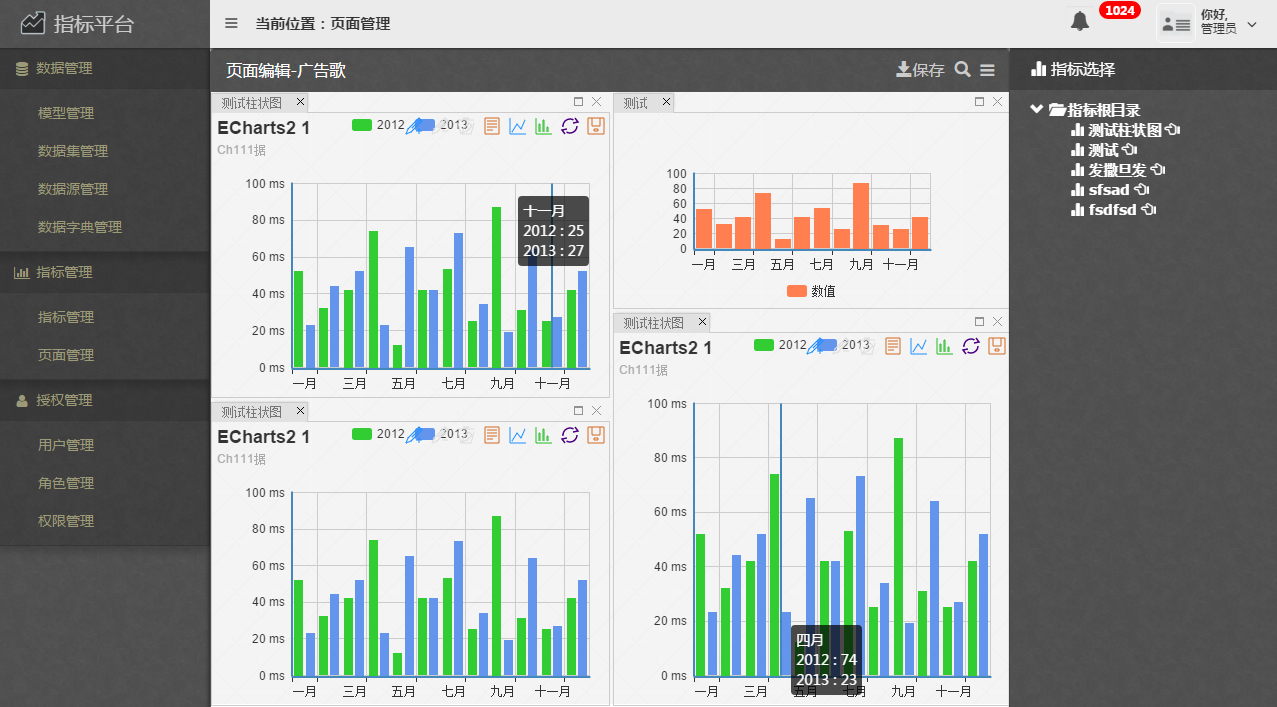 指标平台
当前位置：页面管理
1024
你好,
管理员
数据管理
模型管理
数据集管理
数据源管理
数据字典管理
指标管理
指标管理
页面管理
授权管理
用户管理
角色管理
权限管理
页面编辑-广告歌
保存
测试柱状图
ECharts2 1
2012
2013
Ch111据
100 ms
80 ms
60 ms
40 ms
20 ms
0 ms
一月
三月
五月
七月
九月
十一月
十一月
2012 : 25
2013 : 27
测试
100
80
60
40
20
0
一月
三月
五月
七月
九月
十一月
数值
测试柱状图
ECharts2 1
2012
2013
Ch111据
100 ms
80 ms
60 ms
40 ms
20 ms
0 ms
一月
三月
五月
七月
九月
十一月
测试柱状图
ECharts2 1
2012
2013
Ch111据
100 ms
80 ms
60 ms
40 ms
20 ms
0 ms
一月
三月
五月
七月
九月
十一月
四月
2012 : 74
2013 : 23
指标选择
指标根目录
测试柱状图
测试
发撒旦发
sfsad
fsdfsd